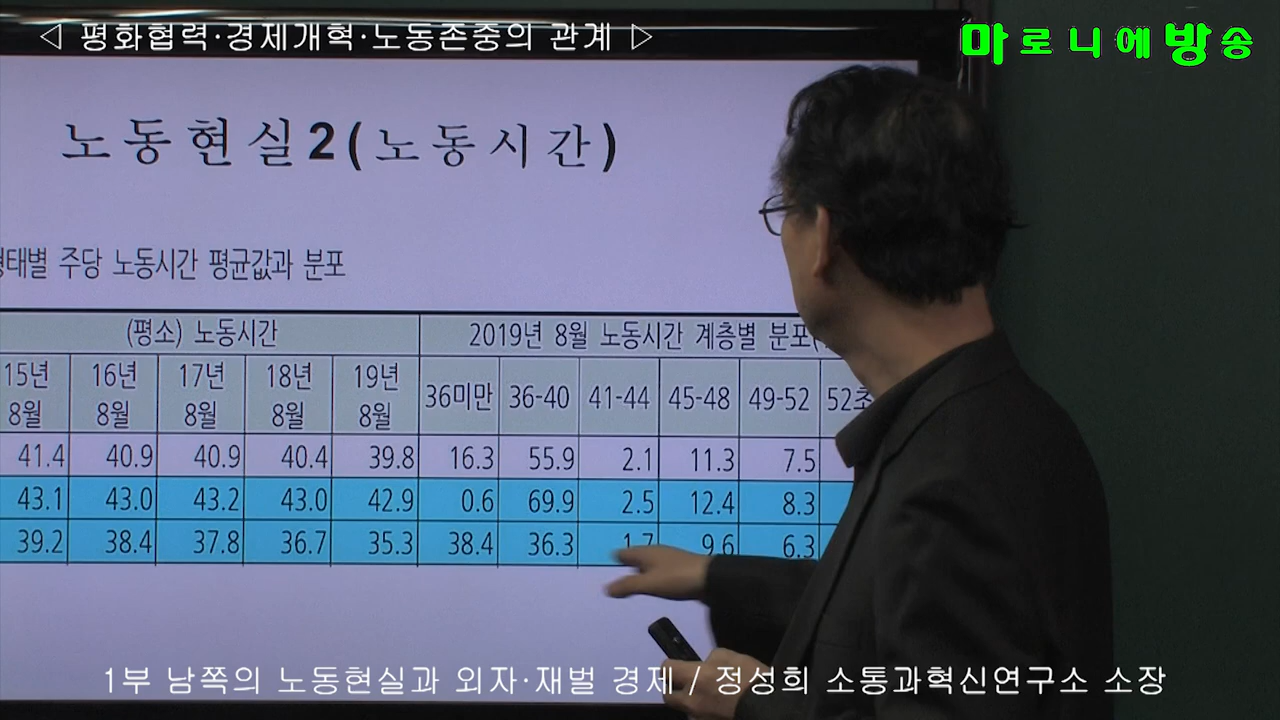 ◁ 평화협력·경제개혁·노동존중의 관계 ▷
마로니에방송
노동현실2(노동시간)
형태별 주당 노동시간 평균값과 분포
(평소) 노동시간 2019년 8월 노동시간 계층별 분포(
15년 8월 16년 8월 17년 8월 18년 8월 19년 8월 36미만 36-40 41-44 45-48 49-52 52초
41.4 40.9 40.9 40.4 39.8 16.3 55.9 2.1 11.3 7.5
43.1 43.0 43.2 43.0 42.9 0.6 69.9 2.5 12.4 8.3
39.2 38.4 37.8 36.7 35.3 38.4 36.3 1.7 9.6 6.3
1부 남쪽의 노동현실과 외자·재벌 경제 / 정성희 소통과혁신연구소 소장